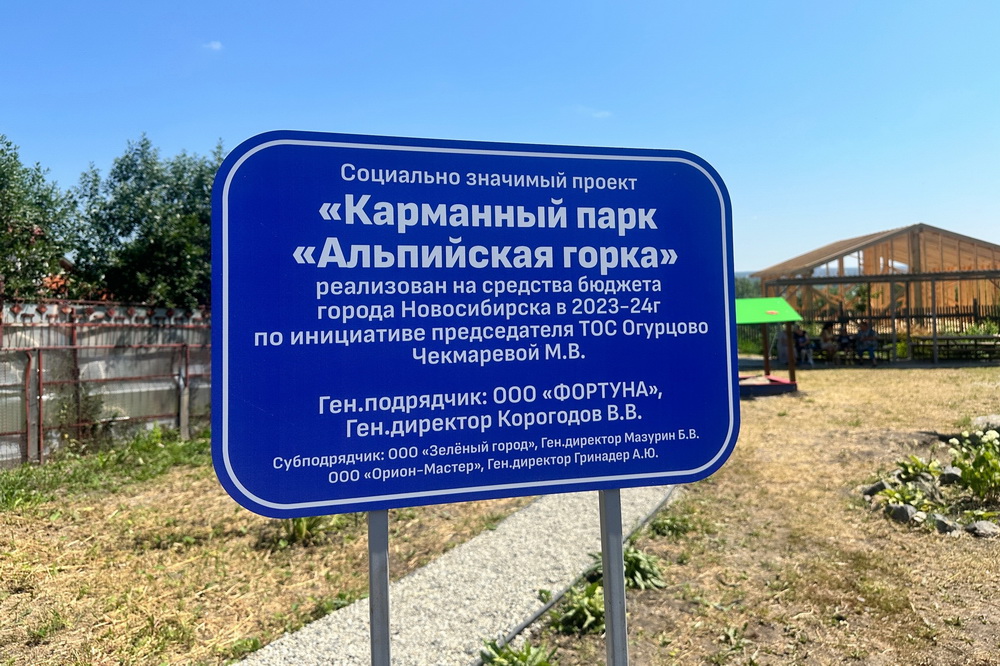 Социально значимый проект
«Карманный парк
«Альпийская горка»
реализован на средства бюджета
города Новосибирска в 2023-24г
по инициативе председателя ТОС Огурцово
Чекмаревой М.В.
Ген.подрядчик: ООО «ФОРТУНА»,
Ген.директор Корогодов В.В.
Субподрядчик: ООО «Зелёный город», Ген.директор Мазурин Б.В.
ООО «Орион-Мастер», Ген.директор Гринадер А.Ю.